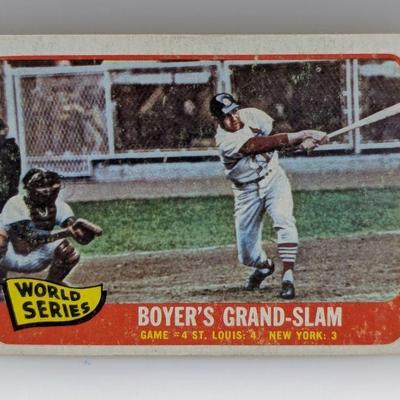 WORLD
SERIES
BOYER'S GRAND-SLAM
GAME #4 ST. LOUIS: 4 NEW YORK: 3